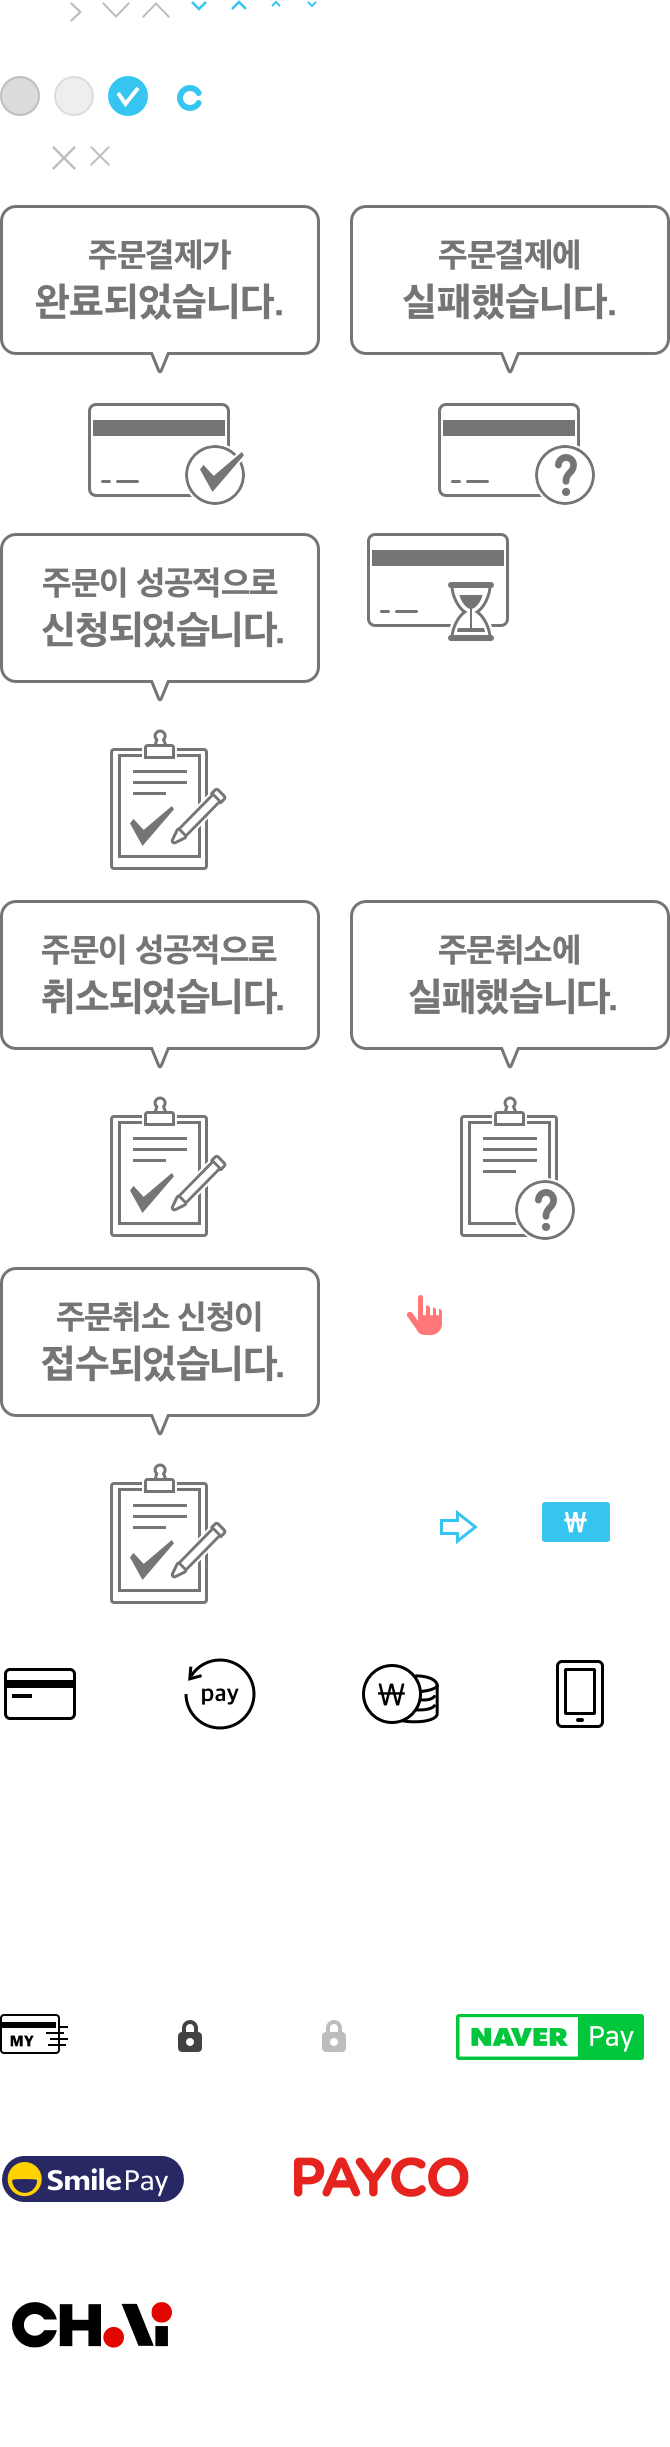 주문결제가
완료되었습니다.
주문결제에
실패했습니다.
주문이 성공적으로
신청되었습니다.
주문이 성공적으로
취소되었습니다.
주문취소에
실패했습니다.
주문취소 신청이
접수되었습니다.
₩
pay
₩
MY
NAVER Pay
Smile Pay
PAYCO
CHAI